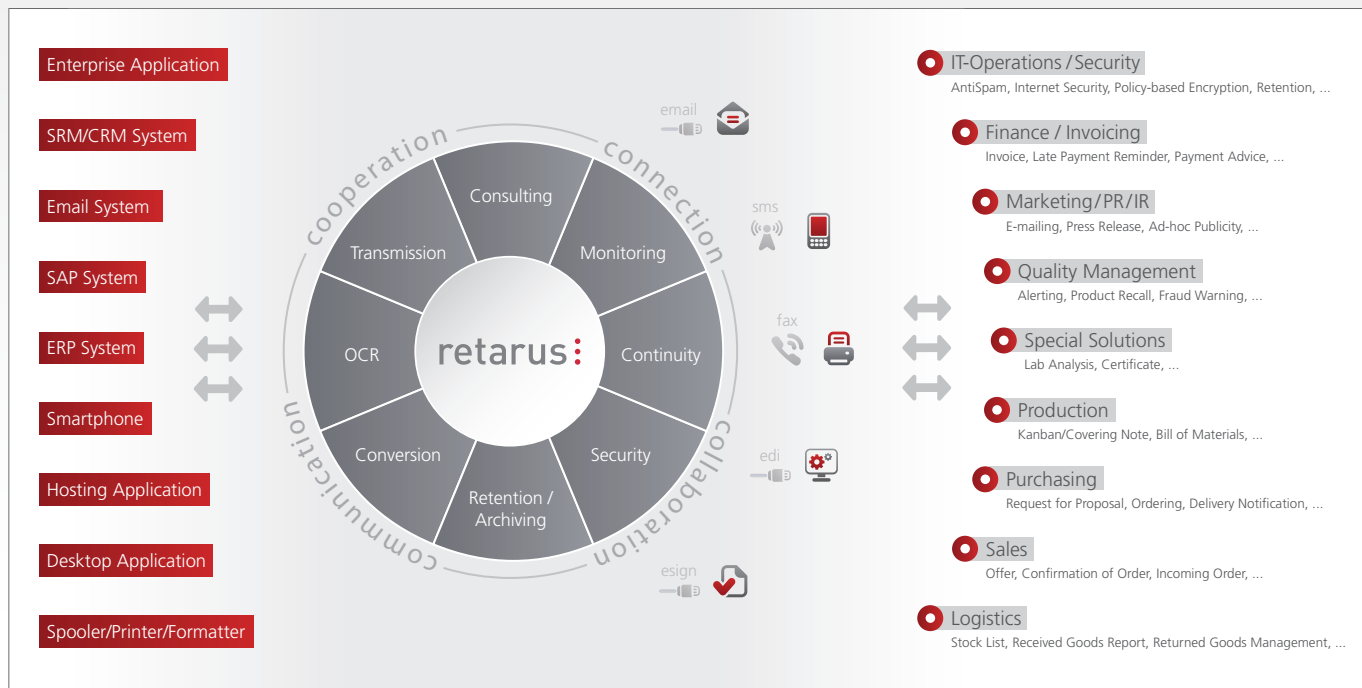 Enterprise Application
SRM/CRM System
Email System
SAP System
ERP System
Smartphone
Hosting Application
Desktop Application
Spooler/Printer/Formatter
cooperation
connection
collaboration
communication
Consulting
Monitoring
Continuity
Security
Retention /
Archiving
Conversion
OCR
Transmission
retarus
email
sms
fax
edi
esign
IT-Operations / Security
AntiSpam, Internet Security, Policy-based Encryption, Retention, ...
Finance / Invoicing
Invoice, Late Payment Reminder, Payment Advice, ...
Marketing/PR/IR
E-mailing, Press Release, Ad-hoc Publicity, ...
Quality Management
Alerting, Product Recall, Fraud Warning, ...
Special Solutions
Lab Analysis, Certificate, ...
Production
Kanban/Covering Note, Bill of Materials, ...
Purchasing
Request for Proposal, Ordering, Delivery Notification, ...
Sales
Offer, Confirmation of Order, Incoming Order, ...
Logistics
Stock List, Received Goods Report, Returned Goods Management, ...